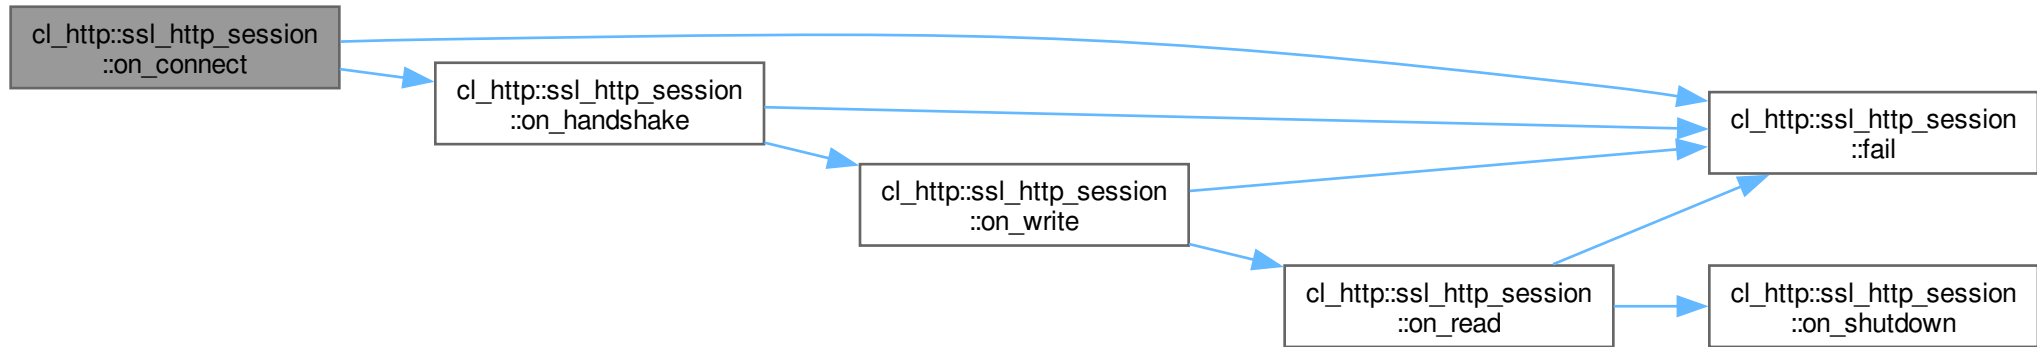 cl_http::ssl_http_session
::on_connect
cl_http::ssl_http_session
::on_handshake
cl_http::ssl_http_session
::fail
cl_http::ssl_http_session
::on_write
cl_http::ssl_http_session
::on_read
cl_http::ssl_http_session
::on_shutdown